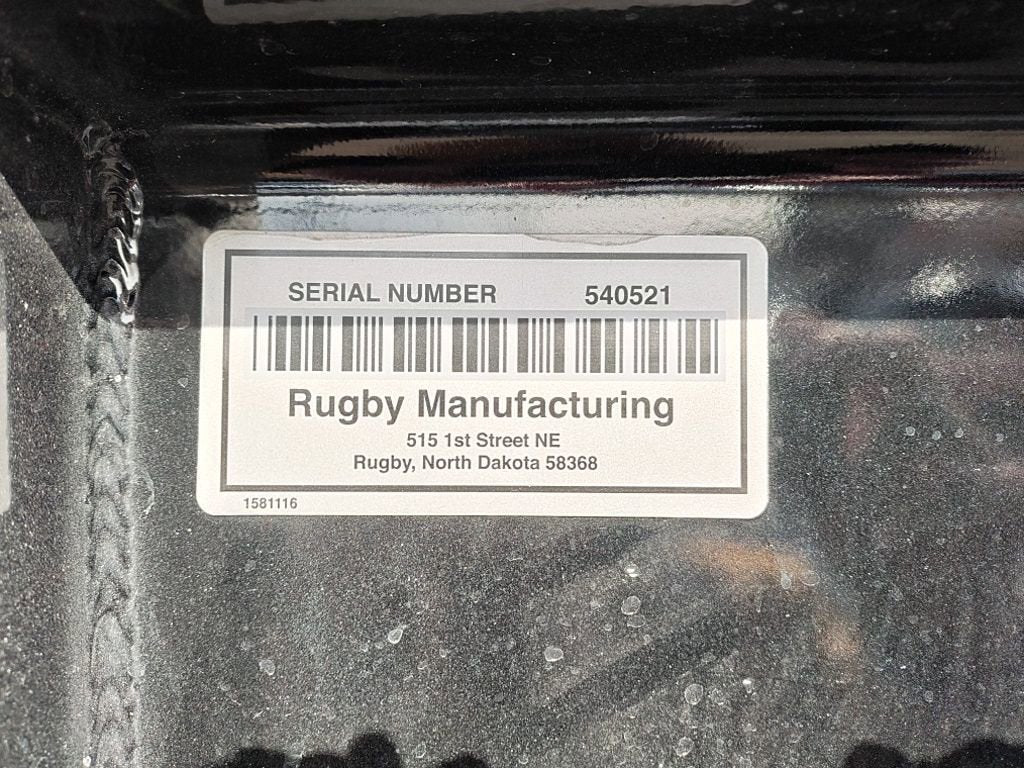 SERIAL NUMBER 540521
Rugby Manufacturing
515 1st Street NE
Rugby, North Dakota 58368
1581116